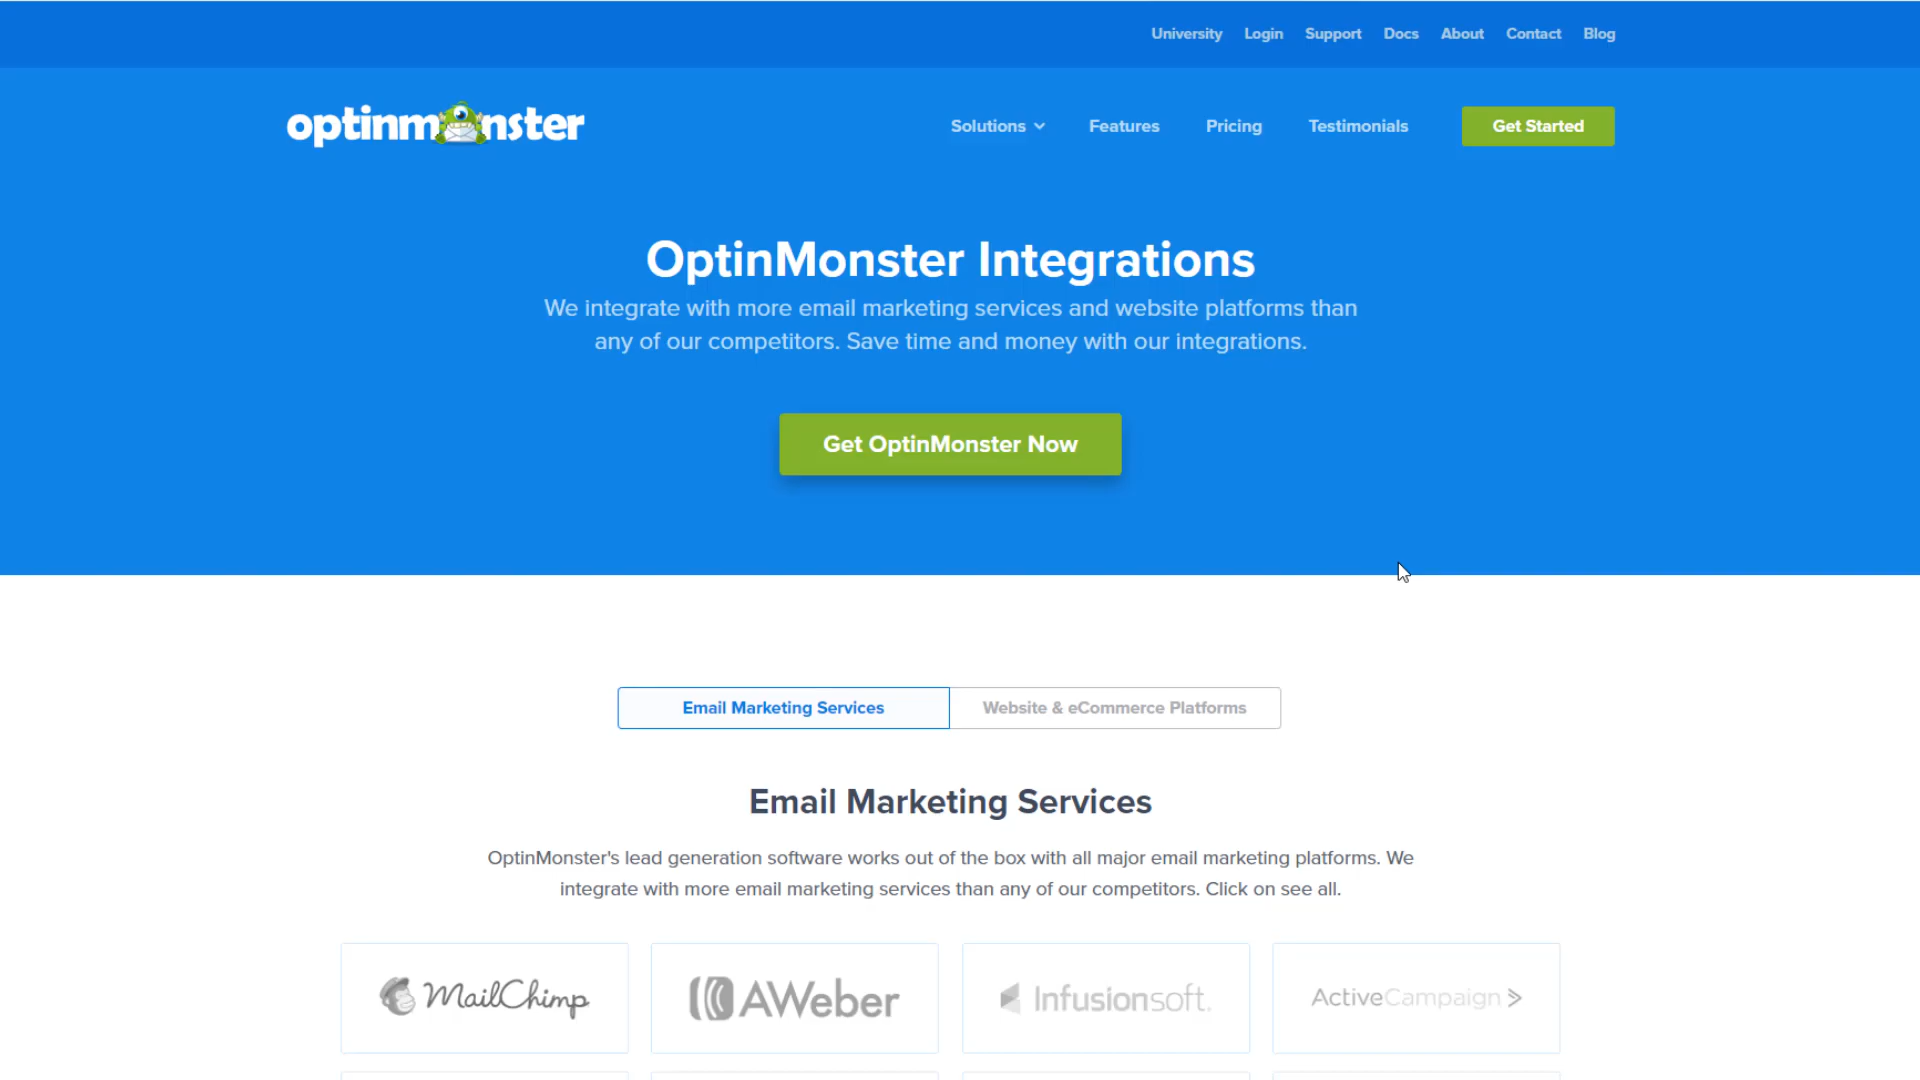 University Login Support Docs About Contact Blog
optinmonster
Solutions Features Pricing Testimonials Get Started
OptinMonster Integrations
We integrate with more email marketing services and website platforms than
any of our competitors. Save time and money with our integrations.
Get OptinMonster Now
Email Marketing Services Website & eCommerce Platforms
Email Marketing Services
OptinMonster's lead generation software works out of the box with all major email marketing platforms. We
integrate with more email marketing services than any of our competitors. Click on see all.
MailChimp AWeber Infusionsoft. ActiveCampaign >